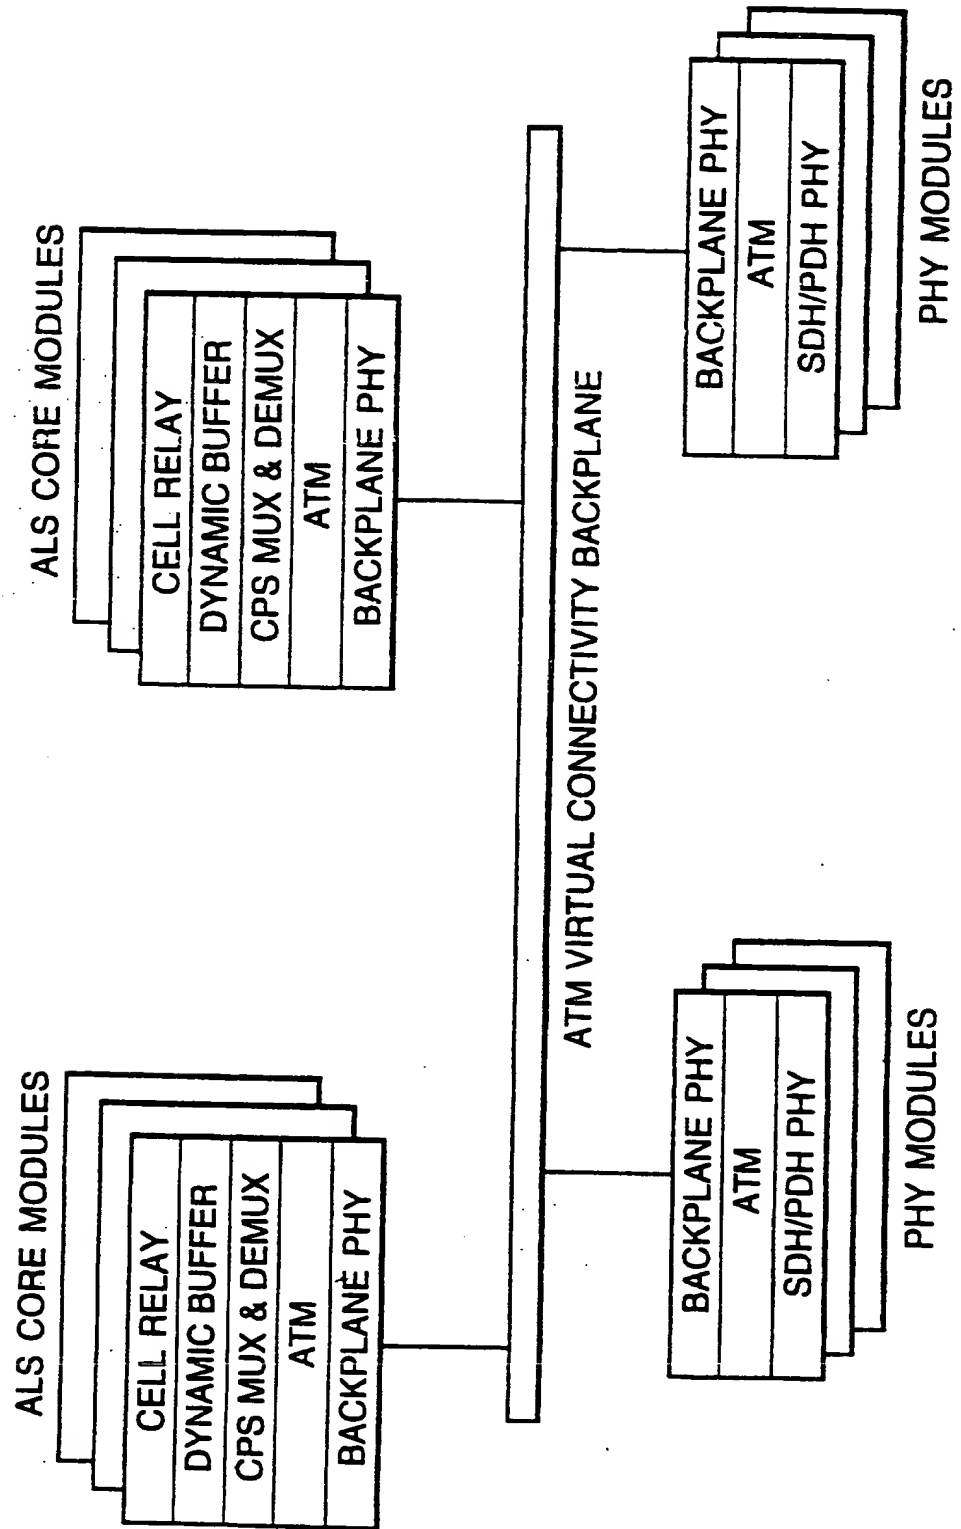 ALS CORE MODULES
CELL RELAY
DYNAMIC BUFFER
CPS MUX & DEMUX
ATM
BACKPLANE PHY
ALS CORE MODULES
CELL RELAY
DYNAMIC BUFFER
CPS MUX & DEMUX
ATM
BACKPLANE PHY
ATM VIRTUAL CONNECTIVITY BACKPLANE
BACKPLANE PHY
ATM
SDH/PDH PHY
PHY MODULES
BACKPLANE PHY
ATM
SDH/PDH PHY
PHY MODULES